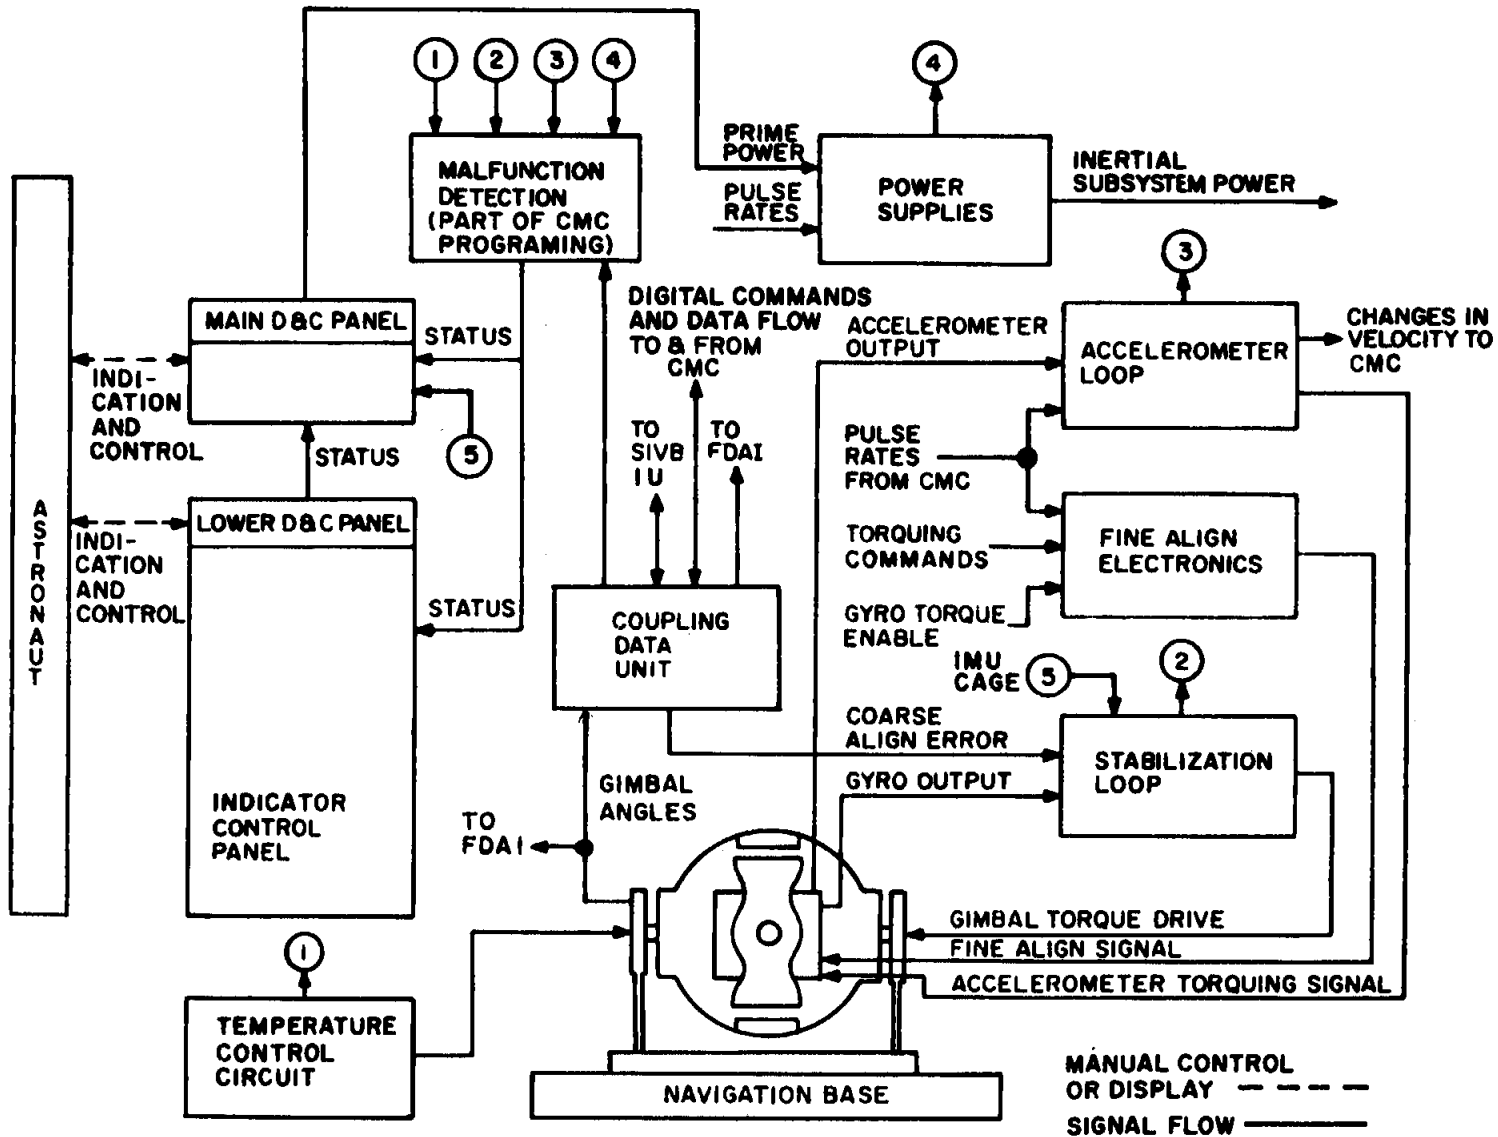 1
2
3
4
4
MALFUNCTION
DETECTION
(PART OF CMC
PROGRAMING)
PRIME
POWER
PULSE
RATES
POWER
SUPPLIES
INERTIAL
SUBSYSTEM POWER
3
MAIN D&C PANEL
STATUS
INDI-
CATION
AND
CONTROL
5
STATUS
DIGITAL COMMANDS
AND DATA FLOW
TO & FROM
CMC
TO
SIVB
IU
TO
FDAI
ACCELEROMETER
OUTPUT
ACCELEROMETER
LOOP
CHANGES IN
VELOCITY TO
CMC
PULSE
RATES
FROM CMC
ASTRONAUT
LOWER D&C PANEL
INDI-
CATION
AND
CONTROL
STATUS
INDICATOR
CONTROL
PANEL
COUPLING
DATA
UNIT
TORQUING
COMMANDS
GYRO TORQUE
ENABLE
FINE ALIGN
ELECTRONICS
IMU
CAGE
5
2
COARSE
ALIGN ERROR
GYRO OUTPUT
STABILIZATION
LOOP
GIMBAL
ANGLES
TO
FDAI
GIMBAL TORQUE DRIVE
FINE ALIGN SIGNAL
ACCELEROMETER TORQUING SIGNAL
1
TEMPERATURE
CONTROL
CIRCUIT
NAVIGATION BASE
MANUAL CONTROL
OR DISPLAY
SIGNAL FLOW